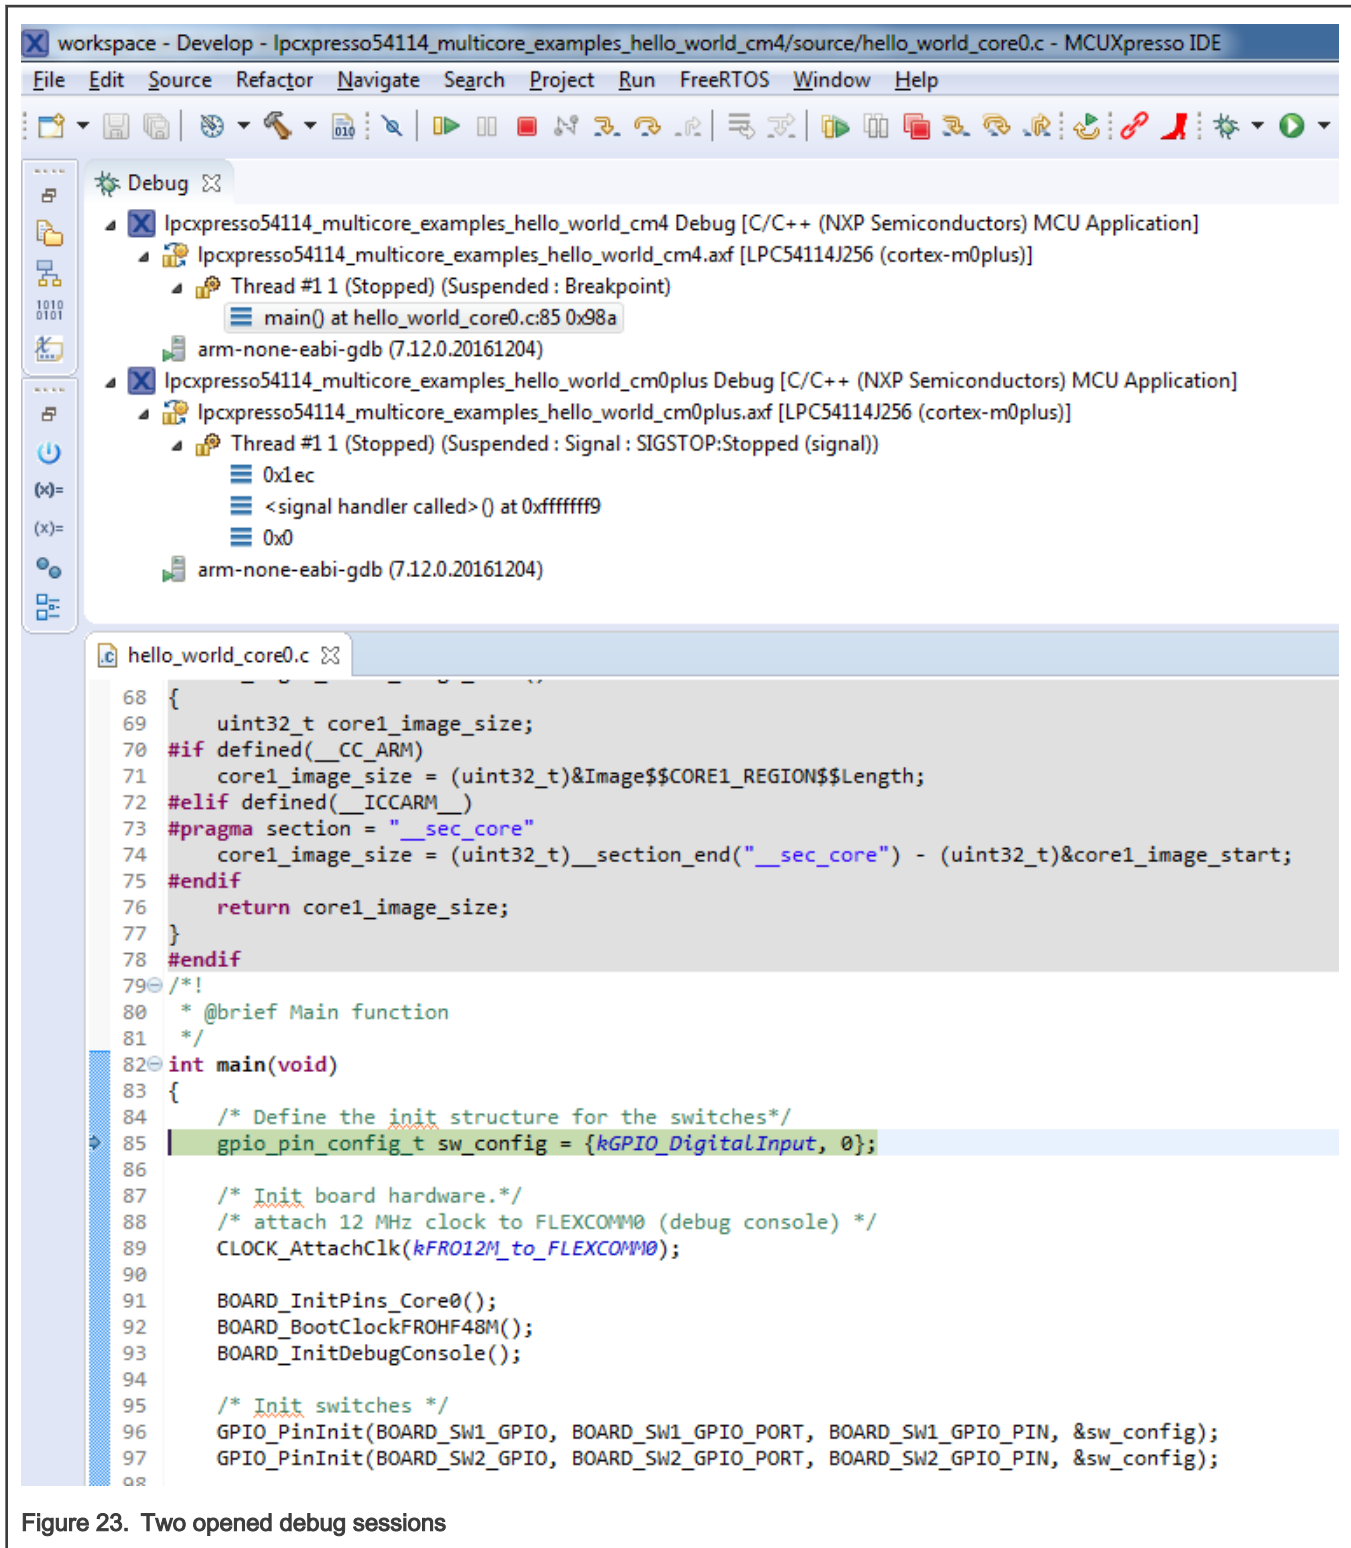 workspace - Develop - lpcxpresso54114_multicore_examples_hello_world_cm4/source/hello_world_core0.c - MCUXpresso IDE
File Edit Source Refactor Navigate Search Project Run FreeRTOS Window Help
010
Debug
lpcxpresso54114_multicore_examples_hello_world_cm4 Debug [C/C++ (NXP Semiconductors) MCU Application]
lpcxpresso54114_multicore_examples_hello_world_cm4.axf [LPC54114J256 (cortex-m0plus)]
Thread #1 1 (Stopped) (Suspended : Breakpoint)
1010
0101
main() at hello_world_core0.c:85 0x98a
arm-none-eabi-gdb (7.12.0.20161204)
lpcxpresso54114_multicore_examples_hello_world_cm0plus Debug [C/C++ (NXP Semiconductors) MCU Application]
lpcxpresso54114_multicore_examples_hello_world_cm0plus.axf [LPC54114J256 (cortex-m0plus)]
Thread #1 1 (Stopped) (Suspended : Signal : SIGSTOP:Stopped (signal))
0x1ec
(x)=
<signal handler called>() at 0xfffffff9
(x)=
0x0
arm-none-eabi-gdb (7.12.0.20161204)
.c hello_world_core0.c
68 {
69     uint32_t core1_image_size;
70 #if defined(__CC_ARM)
71     core1_image_size = (uint32_t)&Image$$CORE1_REGION$$Length;
72 #elif defined(__ICCARM__)
73 #pragma section = "__sec_core"
74     core1_image_size = (uint32_t)__section_end("__sec_core") - (uint32_t)&core1_image_start;
75 #endif
76     return core1_image_size;
77 }
78 #endif
79 /*!
80  * @brief Main function
81  */
82 int main(void)
83 {
84     /* Define the init structure for the switches*/
85     gpio_pin_config_t sw_config = {kGPIO_DigitalInput, 0};
86
87     /* Init board hardware.*/
88     /* attach 12 MHz clock to FLEXCOMM0 (debug console) */
89     CLOCK_AttachClk(kFRO12M_to_FLEXCOMM0);
90
91     BOARD_InitPins_Core0();
92     BOARD_BootClockFROHF48M();
93     BOARD_InitDebugConsole();
94
95     /* Init switches */
96     GPIO_PinInit(BOARD_SW1_GPIO, BOARD_SW1_GPIO_PORT, BOARD_SW1_GPIO_PIN, &sw_config);
97     GPIO_PinInit(BOARD_SW2_GPIO, BOARD_SW2_GPIO_PORT, BOARD_SW2_GPIO_PIN, &sw_config);
98
Figure 23. Two opened debug sessions